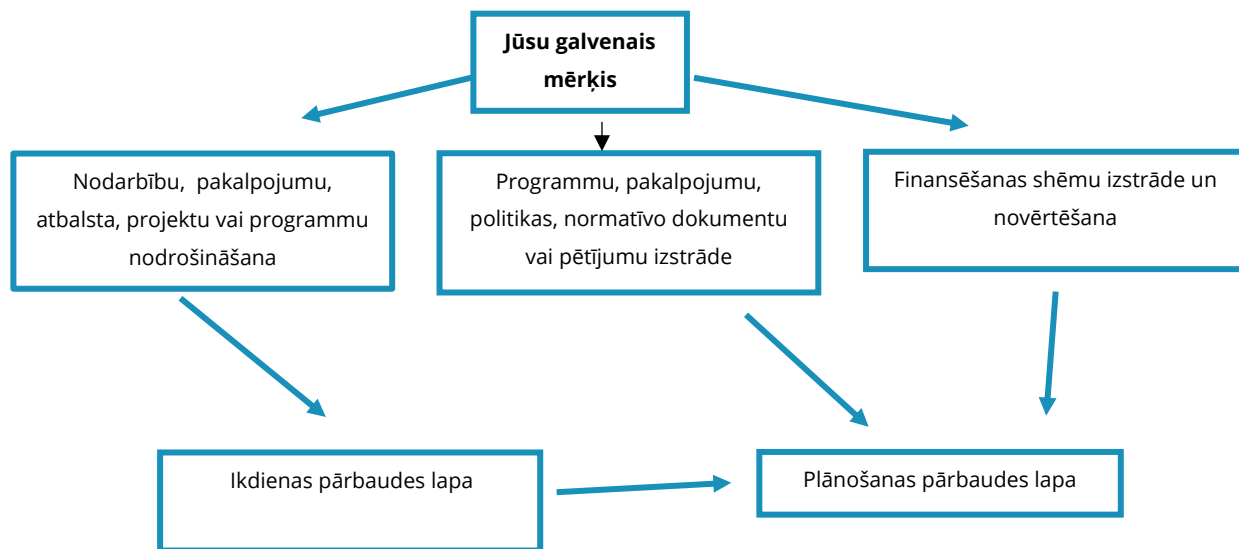 Jūsu galvenais
mērķis
Nodarbību, pakalpojumu,
atbalsta, projektu vai programmu
nodrošināšana
Programmu, pakalpojumu,
politikas, normatīvo dokumentu
vai pētījumu izstrāde
Finansēšanas shēmu izstrāde un
novērtēšana
Ikdienas pārbaudes lapa
Plānošanas pārbaudes lapa